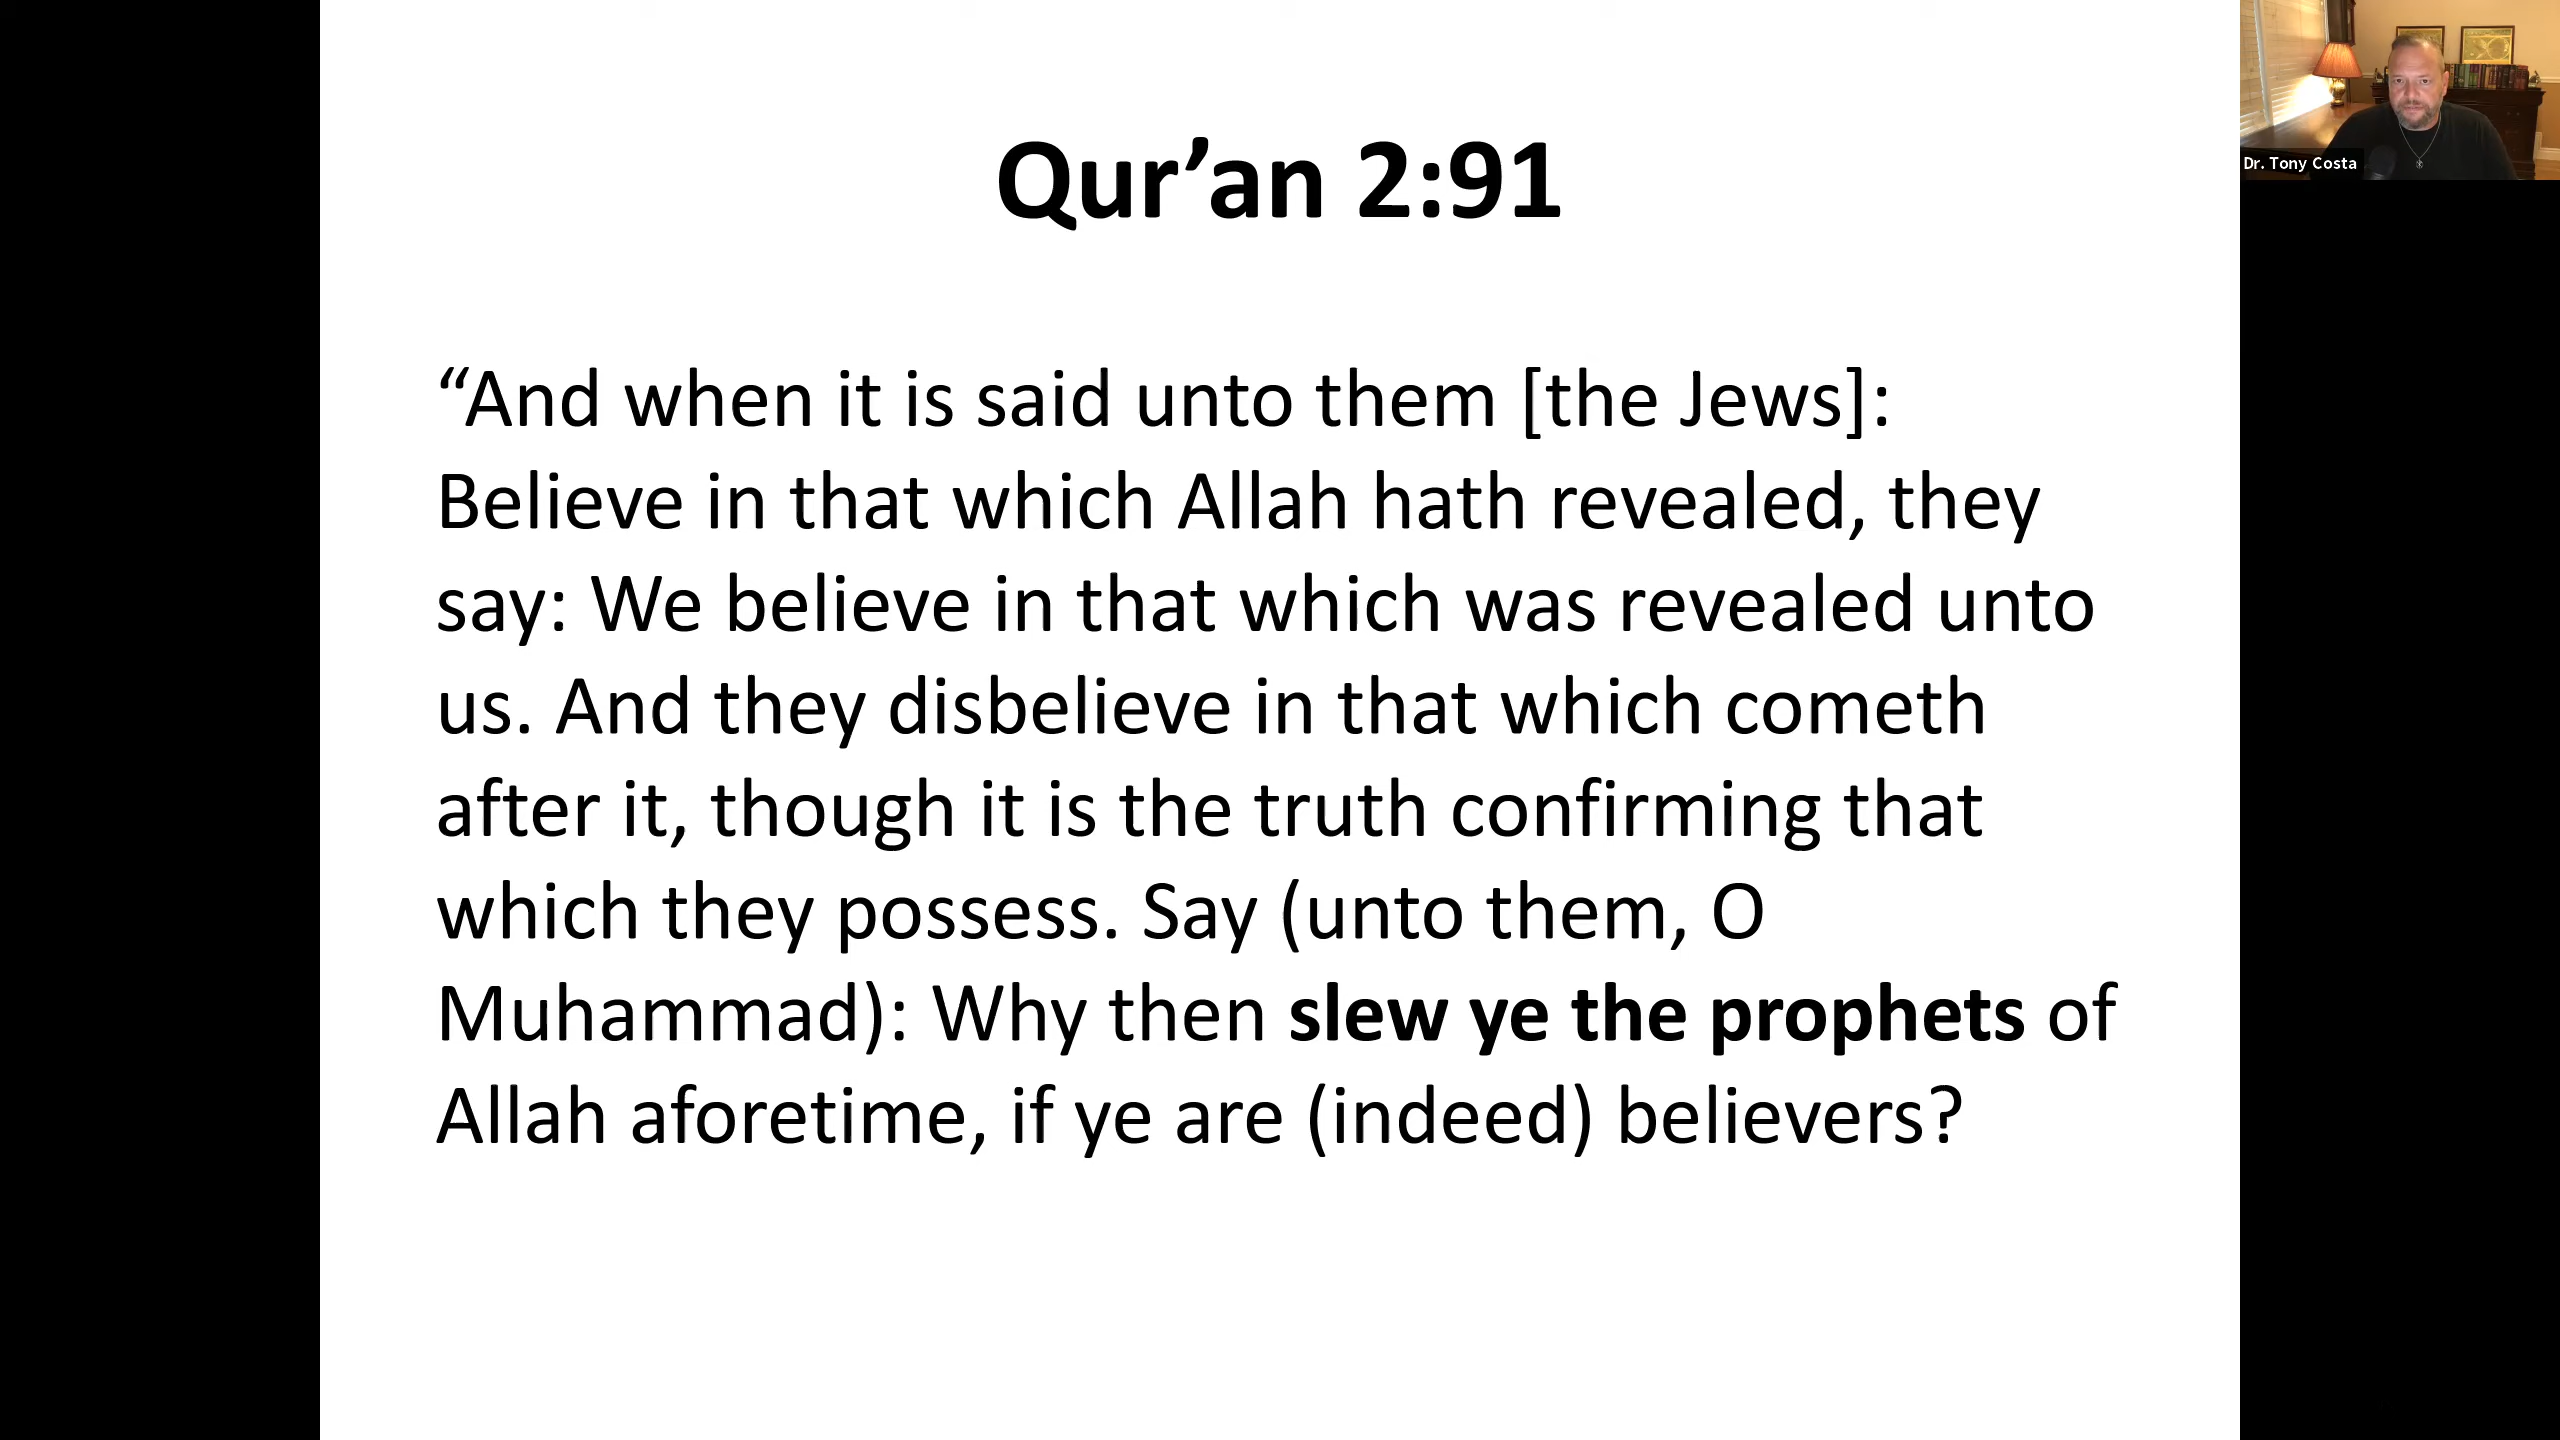 Qur’an 2:91
“And when it is said unto them [the Jews]:
Believe in that which Allah hath revealed, they
say: We believe in that which was revealed unto
us. And they disbelieve in that which cometh
after it, though it is the truth confirming that
which they possess. Say (unto them, O
Muhammad): Why then slew ye the prophets of
Allah aforetime, if ye are (indeed) believers?
Dr. Tony Costa